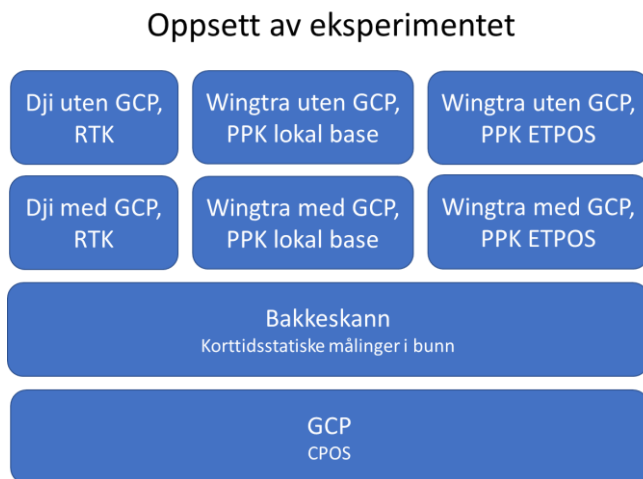 Oppsett av eksperimentet
Dji uten GCP,
RTK
Wingtra uten GCP,
PPK lokal base
Wingtra uten GCP,
PPK ETPOS
Dji med GCP,
RTK
Wingtra med GCP,
PPK lokal base
Wingtra med GCP,
PPK ETPOS
Bakkeskann
Korttidsstatiske målinger i bunn
GCP
CPOS